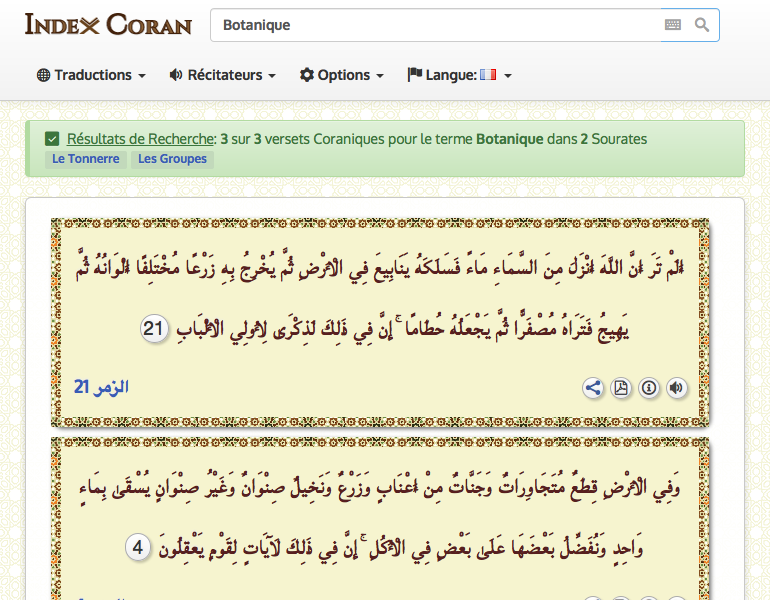 Index Coran
Botanique
Traductions
Récitateurs
Options
Langue:
Résultats de Recherche: 3 sur 3 versets Coraniques pour le terme Botanique dans 2 Sourates
Le Tonnerre Les Groupes
أَلَمْ تَرَ أَنَّ اللَّهَ أَنْزَلَ مِنَ السَّمَاءِ مَاءً فَسَلَكَهُ يَنَابِيعَ فِي الْأَرْضِ ثُمَّ يُخْرِجُ بِهِ زَرْعًا مُخْتَلِفًا أَلْوَانُهُ ثُمَّ
يَهِيجُ فَتَرَاهُ مُصْفَرًّا ثُمَّ يَجْعَلُهُ حُطَامًا ۚ إِنَّ فِي ذَلِكَ لَذِكْرَى لِأُولِي الْأَلْبَابِ 21
الزمر 21
وَفِي الْأَرْضِ قِطَعٌ مُتَجَاوِرَاتٌ وَجَنَّاتٌ مِنْ أَعْنَابٍ وَزَرْعٌ وَنَخِيلٌ صِنْوَانٌ وَغَيْرُ صِنْوَانٍ يُسْقَى بِمَاءٍ
وَاحِدٍ وَنُفَضِّلُ بَعْضَهَا عَلَى بَعْضٍ فِي الْأُكُلِ ۚ إِنَّ فِي ذَلِكَ لَآيَاتٍ لِقَوْمٍ يَعْقِلُونَ 4